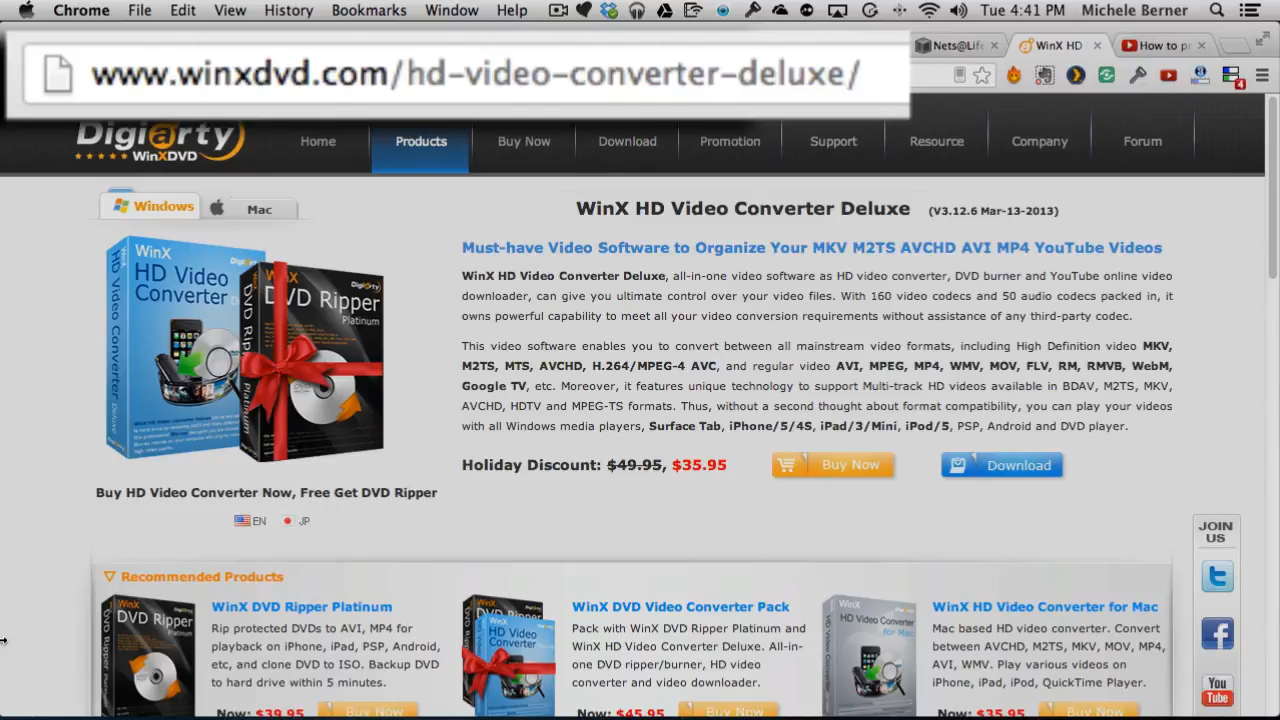 Chrome File Edit View History Bookmarks Window Help Tue 4:41 PM Michele Berner
Nets@Life
WinX HD
How to p
www.winxdvd.com/hd-video-converter-deluxe/
4
Digiarty
WinXDVD
Home Products Buy Now Download Promotion Support Resource Company Forum
Windows Mac
WinX HD Video Converter Deluxe (V3.12.6 Mar-13-2013)
Must-have Video Software to Organize Your MKV M2TS AVCHD AVI MP4 YouTube Videos
WinX HD Video Converter Deluxe, all-in-one video software as HD video converter, DVD burner and YouTube online video
downloader, can give you ultimate control over your video files. With 160 video codecs and 50 audio codecs packed in, it
owns powerful capability to meet all your video conversion requirements without assistance of any third-party codec.
This video software enables you to convert between all mainstream video formats, including High Definition video MKV,
M2TS, MTS, AVCHD, H.264/MPEG-4 AVC, and regular video AVI, MPEG, MP4, WMV, MOV, FLV, RM, RMVB, WebM,
Google TV, etc. Moreover, it features unique technology to support Multi-track HD videos available in BDAV, M2TS, MKV,
AVCHD, HDTV and MPEG-TS formats. Thus, without a second thought about format compatibility, you can play your videos
with all Windows media players, Surface Tab, iPhone/5/4S, iPad/3/Mini, iPod/5, PSP, Android and DVD player.
Holiday Discount: $49.95, $35.95 Buy Now Download
WinX
HD Video
Converter
HD Video Converter Deluxe
WinX
DVD Ripper
Platinum
Digiarty
Buy HD Video Converter Now, Free Get DVD Ripper
EN JP
JOIN
US
You
Tube
Recommended Products
WinX DVD Ripper Platinum
Rip protected DVDs to AVI, MP4 for
playback on iPhone, iPad, PSP, Android,
etc, and clone DVD to ISO. Backup DVD
to hard drive within 5 minutes.
Now: $39.95 Buy Now
WinX DVD Video Converter Pack
Pack with WinX DVD Ripper Platinum and
WinX HD Video Converter Deluxe. All-in-
one DVD ripper/burner, HD video
converter and video downloader.
Now: $45.95 Buy Now
WinX HD Video Converter for Mac
Mac based HD video converter. Convert
between AVCHD, M2TS, MKV, MOV, MP4,
AVI, WMV. Play various videos on
iPhone, iPad, iPod, QuickTime Player.
Now: $35.95 Buy Now